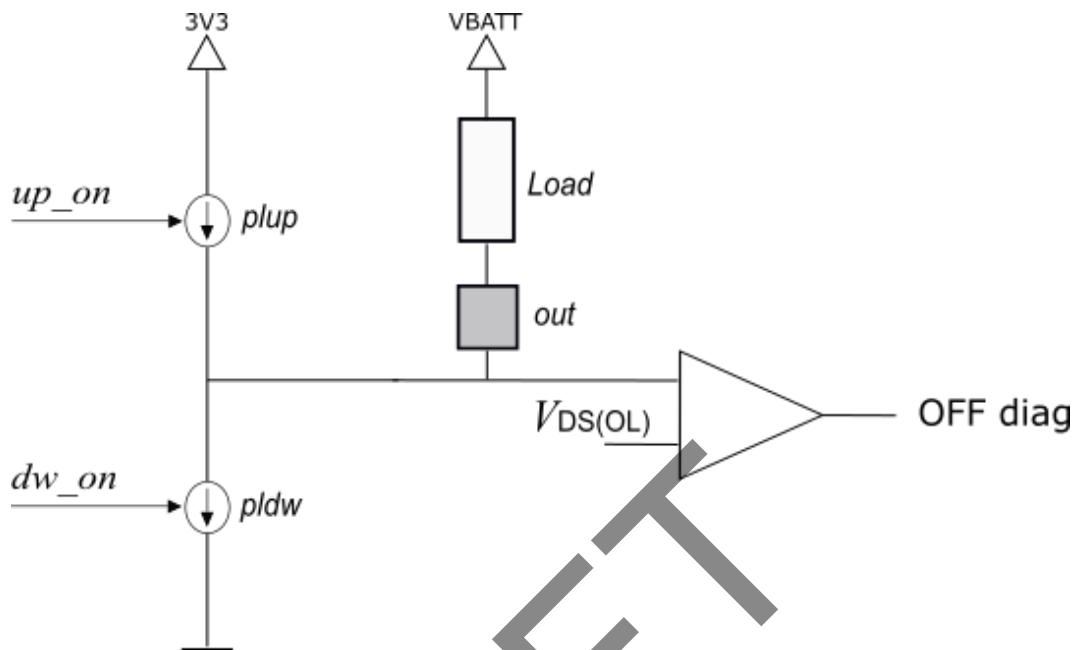 3V3
VBATT
up_on
plup
Load
out
VDS(OL)
OFF diag
dw_on
pldw